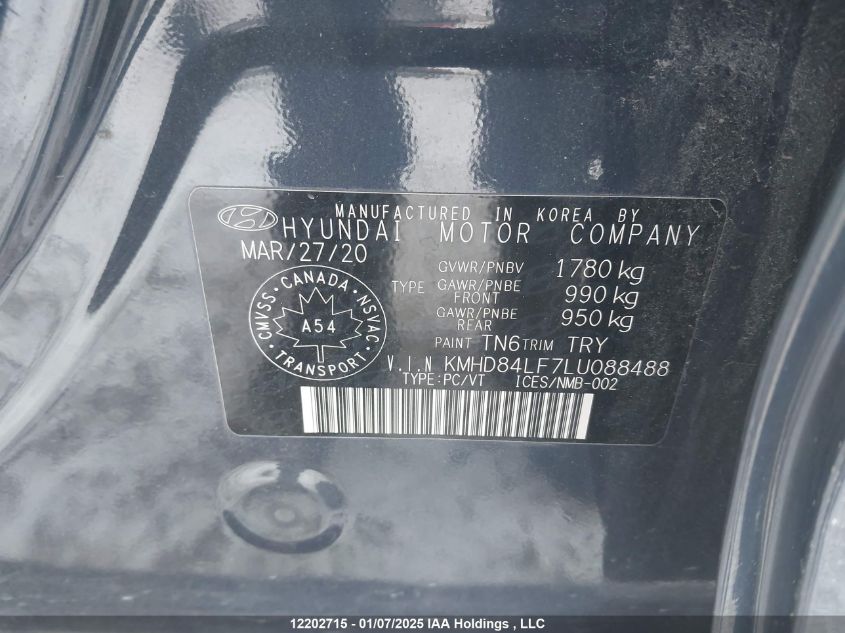 MANUFACTURED IN KOREA BY
HYUNDAI MOTOR COMPANY
MAR/27/20
GVWR/PNBV 1780 kg
TYPE GAWR/PNBE FRONT 990 kg
GAWR/PNBE REAR 950 kg
PAINT TN6 TRIM TRY
CMVSS · CANADA · NSVAC · TRANSPORT
A54
V.I.N KMHD84LF7LU088488
TYPE:PC/VT ICES/NMB-002
12202715 - 01/07/2025 IAA Holdings , LLC